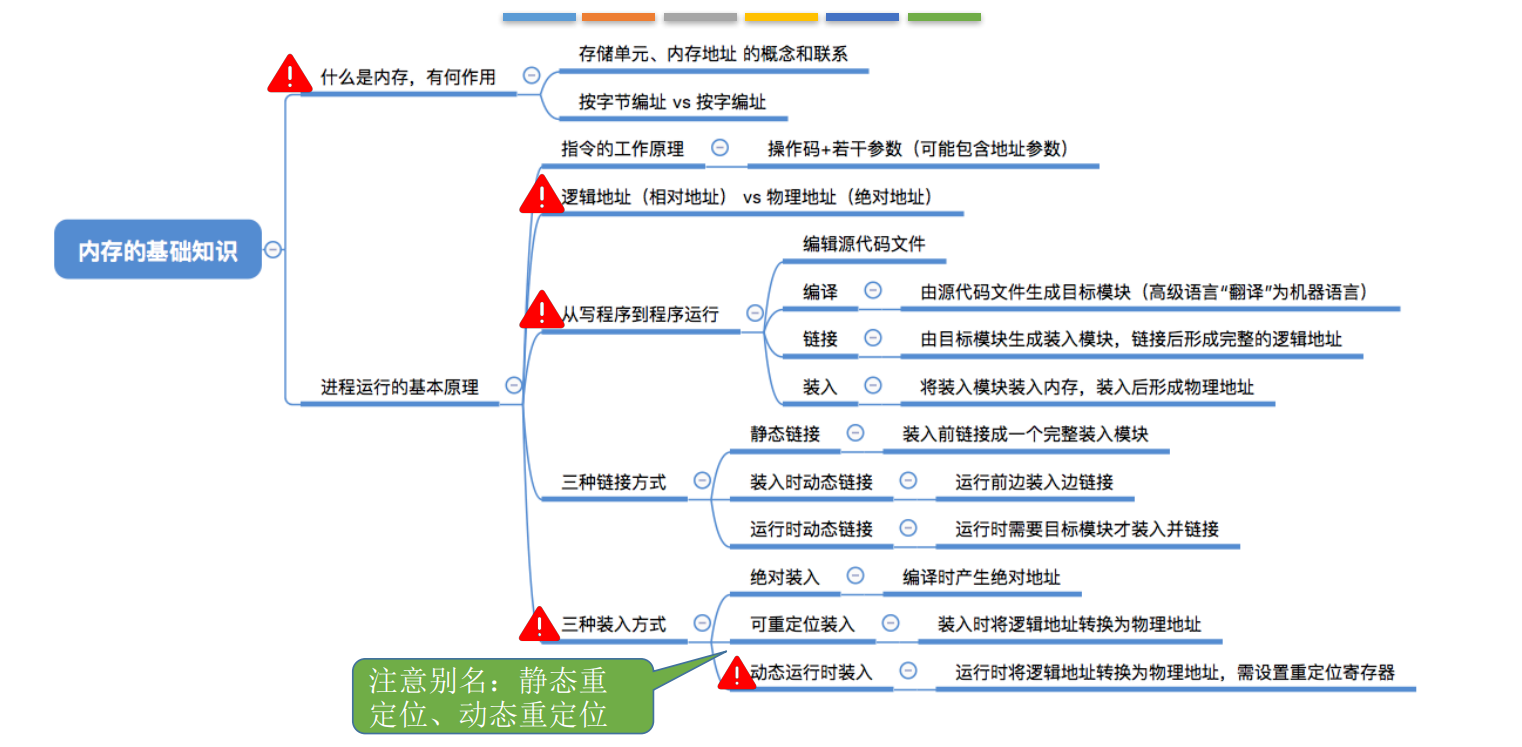 什么是内存，有何作用
存储单元、内存地址 的概念和联系
按字节编址 vs 按字编址
内存的基础知识
进程运行的基本原理
指令的工作原理
操作码+若干参数（可能包含地址参数）
逻辑地址（相对地址） vs 物理地址（绝对地址）
从写程序到程序运行
编辑源代码文件
编译
由源代码文件生成目标模块（高级语言“翻译”为机器语言）
链接
由目标模块生成装入模块，链接后形成完整的逻辑地址
装入
将装入模块装入内存，装入后形成物理地址
三种链接方式
静态链接
装入前链接成一个完整装入模块
装入时动态链接
运行前边装入边链接
运行时动态链接
运行时需要目标模块才装入并链接
三种装入方式
绝对装入
编译时产生绝对地址
可重定位装入
装入时将逻辑地址转换为物理地址
动态运行时装入
运行时将逻辑地址转换为物理地址，需设置重定位寄存器
注意别名：静态重
定位、动态重定位